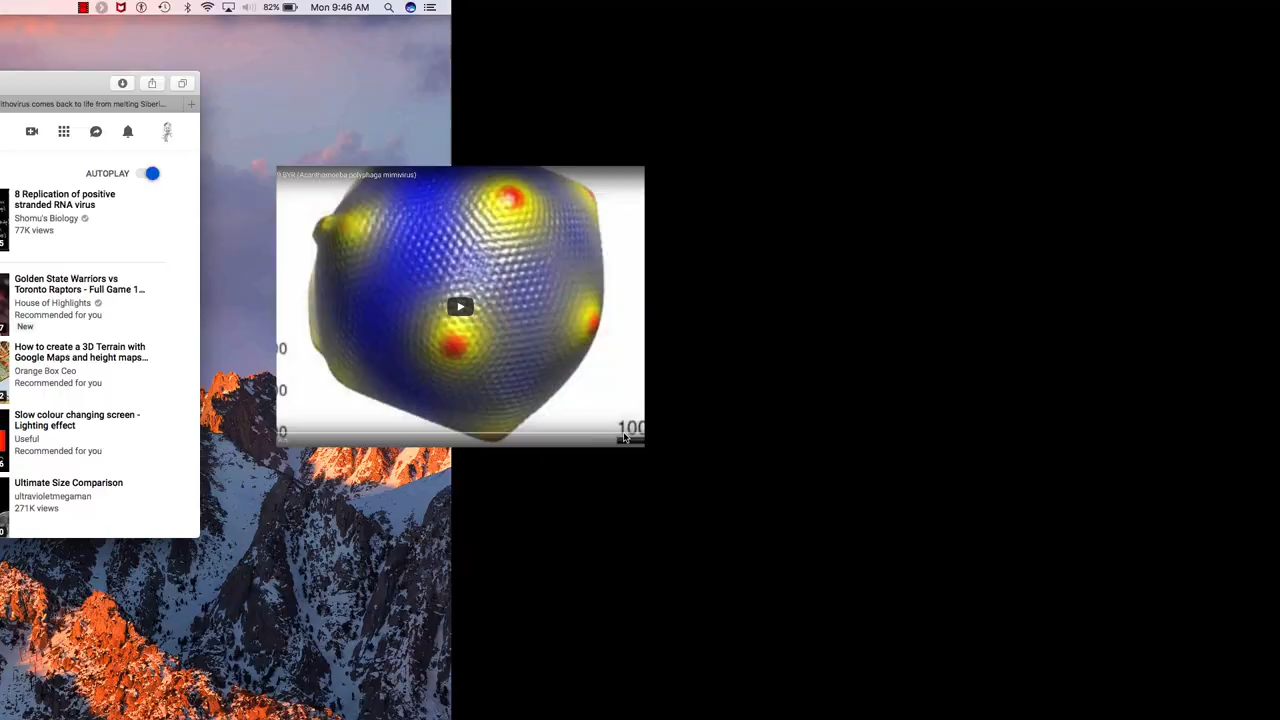 82% Mon 9:46 AM
ithovirus comes back to life from melting Siberi...
AUTOPLAY
8 Replication of positive
stranded RNA virus
Shomu's Biology
77K views
Golden State Warriors vs
Toronto Raptors - Full Game 1...
House of Highlights
Recommended for you
New
How to create a 3D Terrain with
Google Maps and height maps...
Orange Box Ceo
Recommended for you
Slow colour changing screen -
Lighting effect
Useful
Recommended for you
Ultimate Size Comparison
ultravioletmegaman
271K views
BYR (Acanthamoeba polyphaga mimivirus)
100